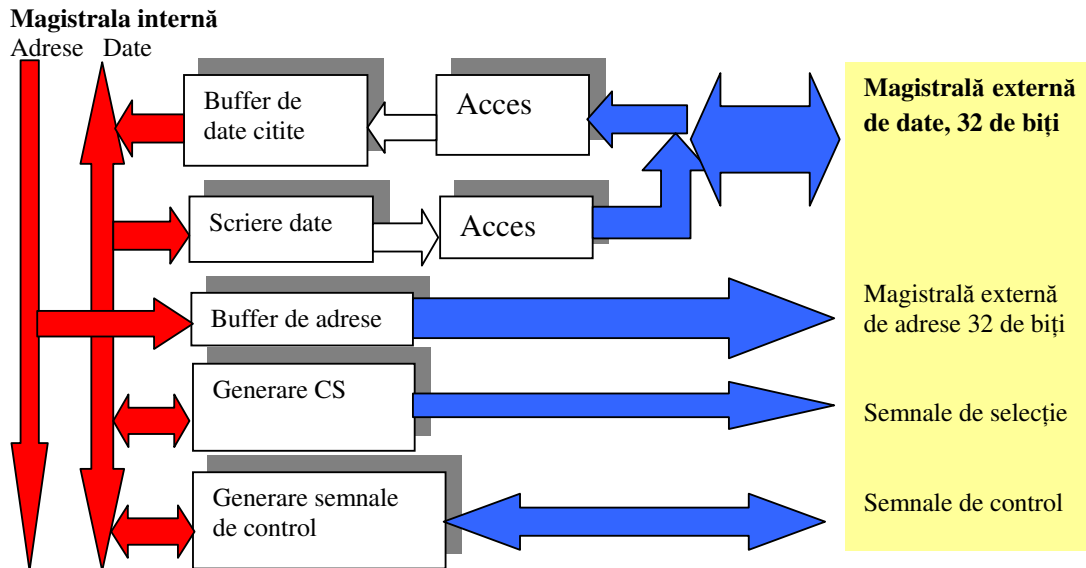 Magistrala internă
Adrese Date
Buffer de
date citite
Acces
Magistrală externă
de date, 32 de biți
Scriere date
Acces
Buffer de adrese
Magistrală externă
de adrese 32 de biți
Generare CS
Semnale de selecție
Generare semnale
de control
Semnale de control